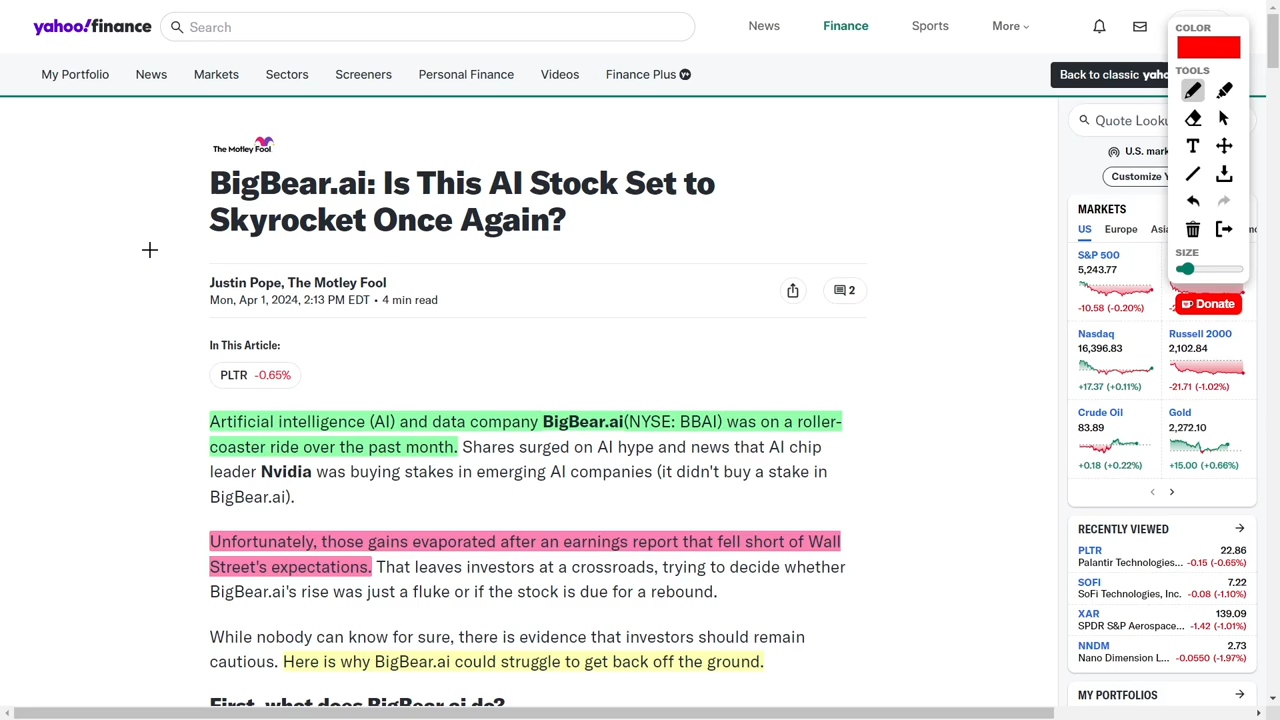 yahoo!finance
Search
News
Finance
Sports
More
My Portfolio
News
Markets
Sectors
Screeners
Personal Finance
Videos
Finance Plus
Back to classic
COLOR
TOOLS
SIZE
Donate
The Motley Fool
BigBear.ai: Is This AI Stock Set to
Skyrocket Once Again?
Justin Pope, The Motley Fool
Mon, Apr 1, 2024, 2:13 PM EDT • 4 min read
2
In This Article:
PLTR -0.65%
Artificial intelligence (AI) and data company BigBear.ai(NYSE: BBAI) was on a roller-
coaster ride over the past month. Shares surged on AI hype and news that AI chip
leader Nvidia was buying stakes in emerging AI companies (it didn't buy a stake in
BigBear.ai).
Unfortunately, those gains evaporated after an earnings report that fell short of Wall
Street's expectations. That leaves investors at a crossroads, trying to decide whether
BigBear.ai's rise was just a fluke or if the stock is due for a rebound.
While nobody can know for sure, there is evidence that investors should remain
cautious. Here is why BigBear.ai could struggle to get back off the ground.
First, what does BigBear.ai do?
Quote
U.S.
Customize
MARKETS
US Europe
S&P 500
5,243.77
-10.58 (-0.20%)
Nasdaq
16,396.83
+17.37 (+0.11%)
Russell 2000
2,102.84
-21.71 (-1.02%)
Crude Oil
83.89
+0.18 (+0.22%)
Gold
2,272.10
+15.00 (+0.66%)
RECENTLY VIEWED
PLTR 22.86
Palantir Technologies... -0.15 (-0.65%)
SOFI 7.22
SoFi Technologies, Inc. -0.08 (-1.10%)
XAR 139.09
SPDR S&P Aerospace... -1.42 (-1.01%)
NNDM 2.73
Nano Dimension L... -0.0550 (-1.97%)
MY PORTFOLIOS